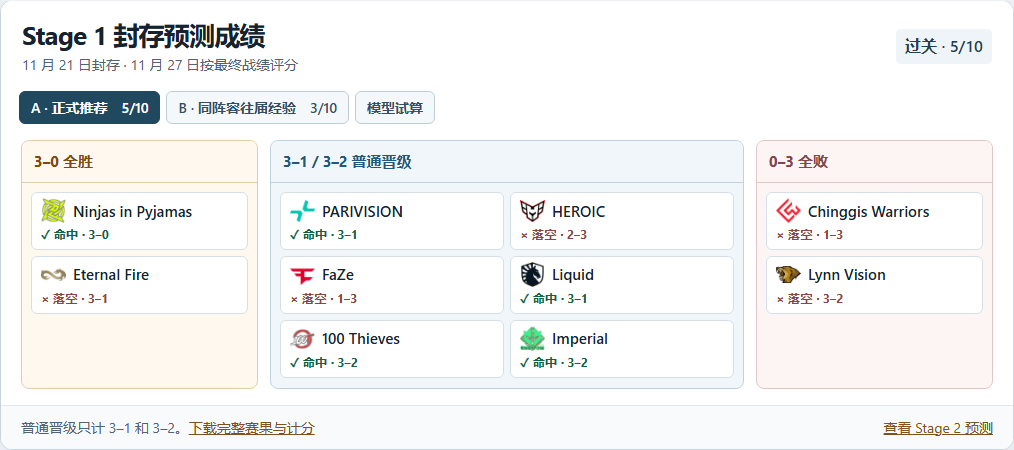 Stage 1 封存预测成绩
11 月 21 日封存 · 11 月 27 日按最终战绩评分
过关 · 5/10
A · 正式推荐 5/10
B · 同阵容往届经验 3/10
模型试算
3–0 全胜
Ninjas in Pyjamas
✓ 命中 · 3–0
Eternal Fire
× 落空 · 3–1
3–1 / 3–2 普通晋级
PARIVISION
✓ 命中 · 3–1
HEROIC
× 落空 · 2–3
FaZe
× 落空 · 1–3
Liquid
✓ 命中 · 3–1
100 Thieves
✓ 命中 · 3–2
Imperial
✓ 命中 · 3–2
0–3 全败
Chinggis Warriors
× 落空 · 1–3
Lynn Vision
× 落空 · 3–2
普通晋级只计 3–1 和 3–2。下载完整赛果与计分
查看 Stage 2 预测